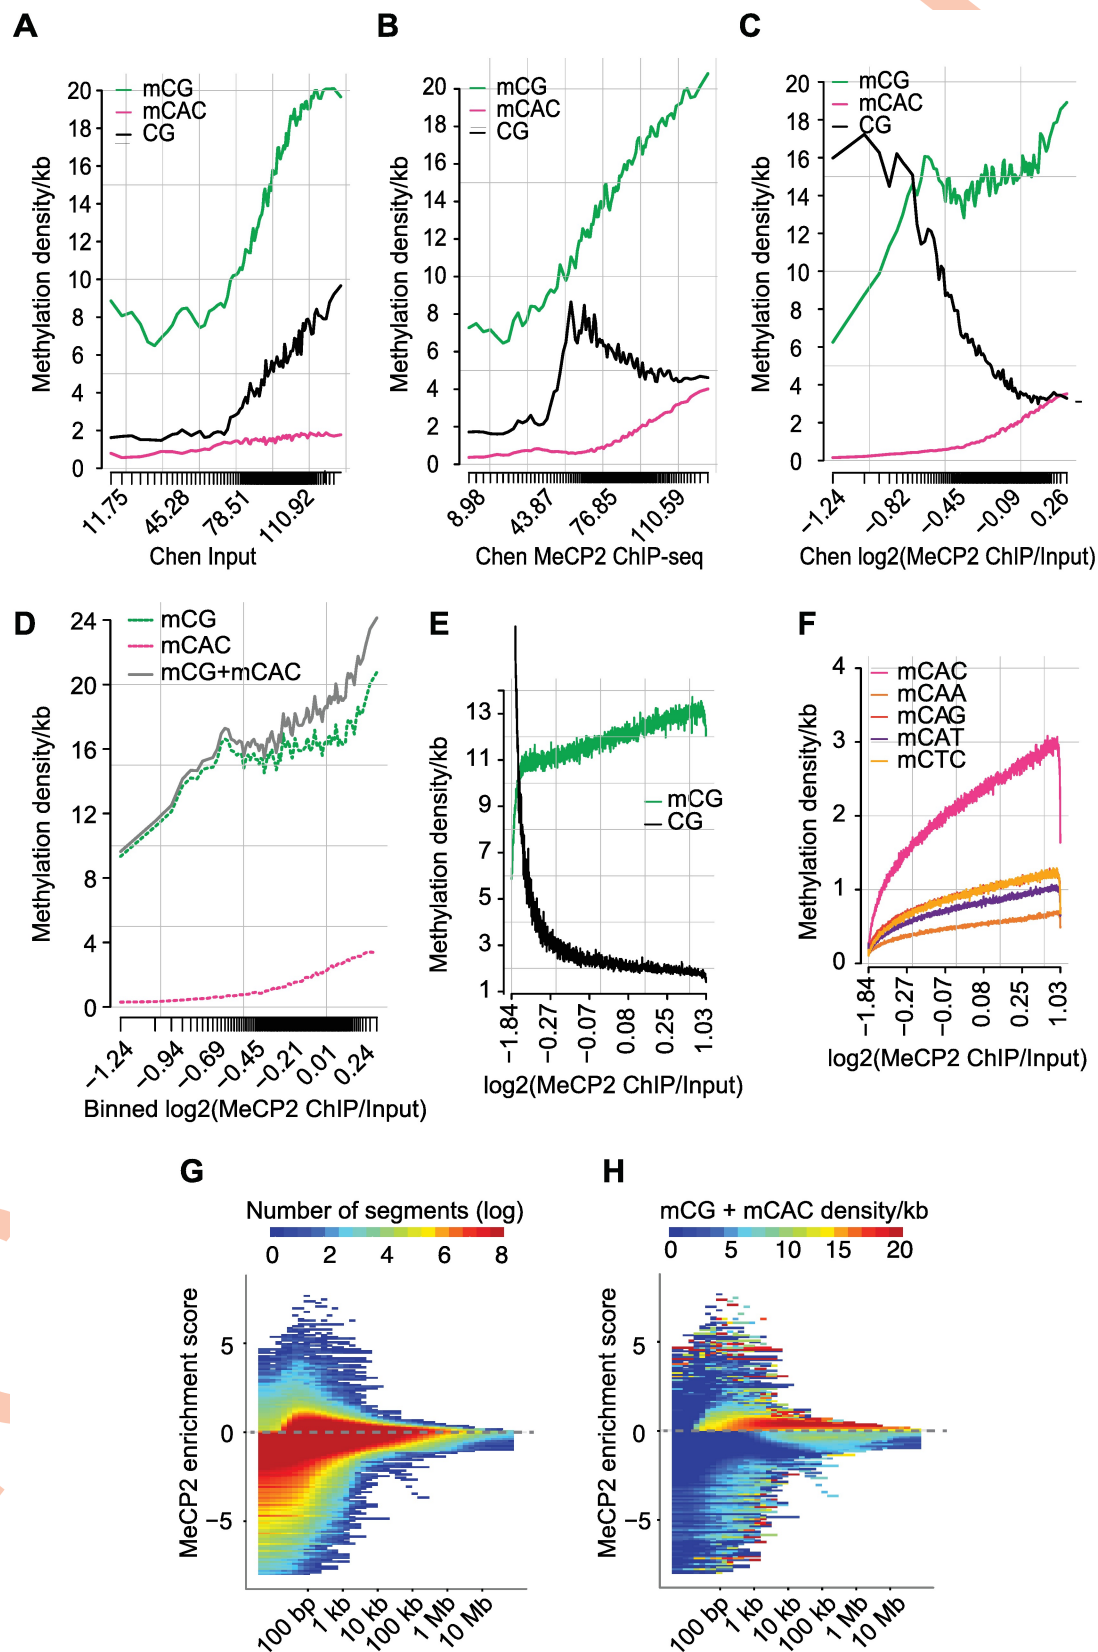 A
B
C
mCG
mCAC
CG
Methylation density/kb
20
18
16
14
12
10
8
6
4
2
0
11.75
45.28
78.51
110.92
Chen Input
mCG
mCAC
CG
Methylation density/kb
20
18
16
14
12
10
8
6
4
2
0
8.98
43.87
76.85
110.59
Chen MeCP2 ChIP-seq
mCG
mCAC
CG
Methylation density/kb
20
18
16
14
12
10
8
6
4
2
0
−1.24
−0.82
−0.45
−0.09
0.26
Chen log2(MeCP2 ChIP/Input)
D
E
F
mCG
mCAC
mCG+mCAC
Methylation density/kb
24
20
16
12
8
4
0
−1.24
−0.94
−0.69
−0.45
−0.21
0.01
0.24
Binned log2(MeCP2 ChIP/Input)
mCG
CG
Methylation density/kb
13
11
9
7
5
3
1
−1.84
−0.27
−0.07
0.08
0.25
1.03
log2(MeCP2 ChIP/Input)
mCAC
mCAA
mCAG
mCAT
mCTC
Methylation density/kb
4
3
2
1
0
−1.84
−0.27
−0.07
0.08
0.25
1.03
log2(MeCP2 ChIP/Input)
G
H
Number of segments (log)
0 2 4 6 8
MeCP2 enrichment score
5
0
−5
100 bp
1 kb
10 kb
100 kb
1 Mb
10 Mb
mCG + mCAC density/kb
0 5 10 15 20
MeCP2 enrichment score
5
0
−5
100 bp
1 kb
10 kb
100 kb
1 Mb
10 Mb